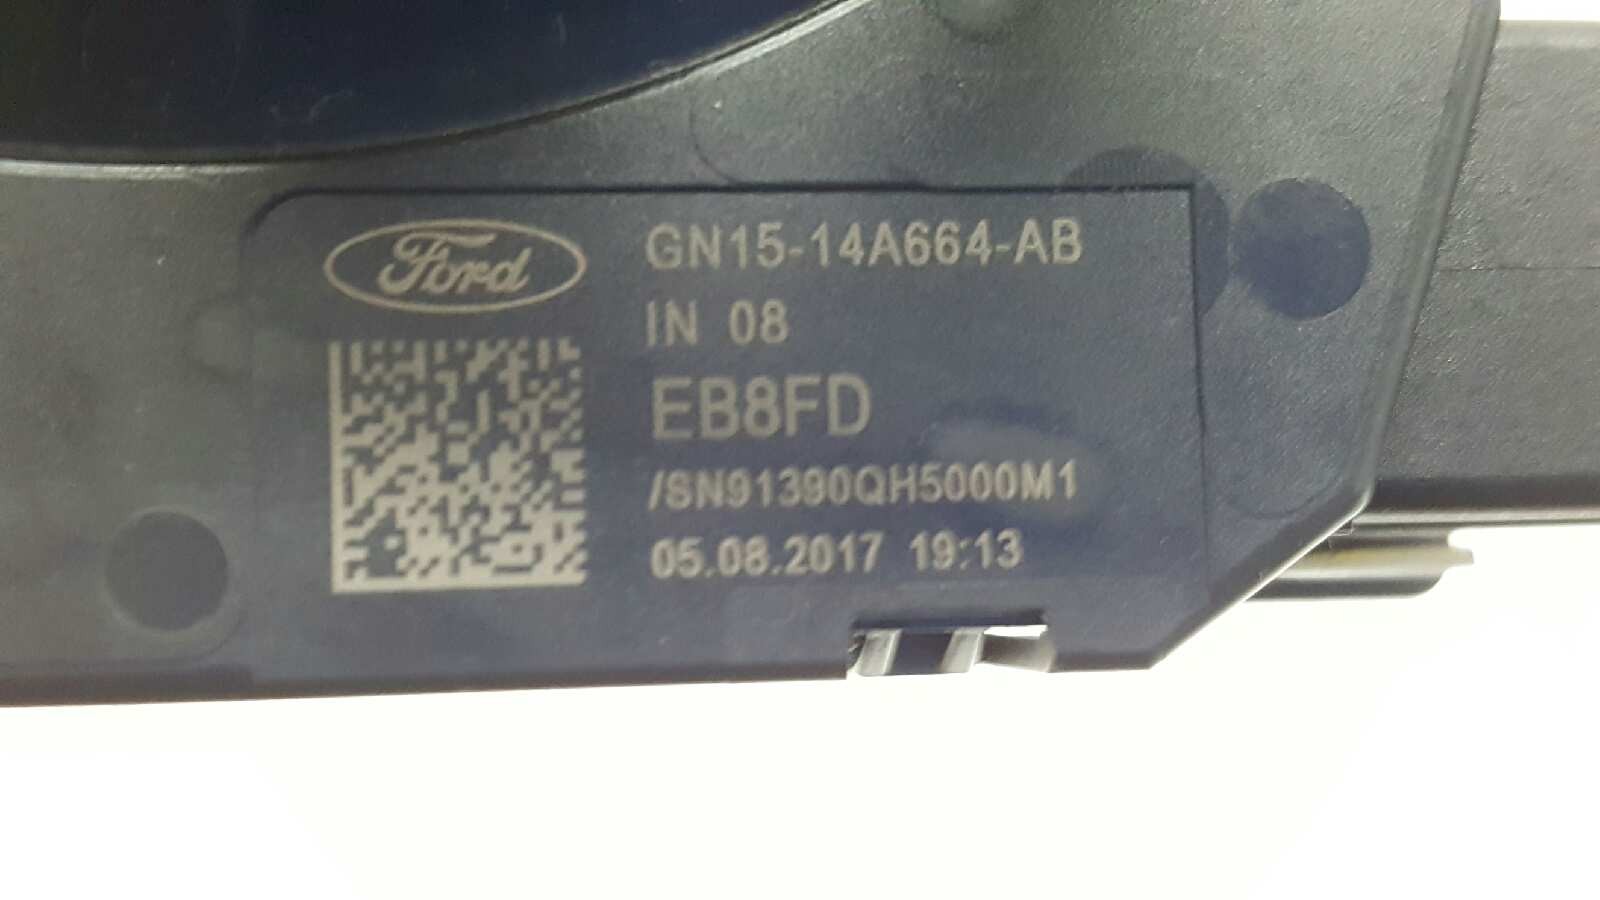 Ford
GN15-14A664-AB
IN 08
EB8FD
/SN91390QH5000M1
05.08.2017 19:13